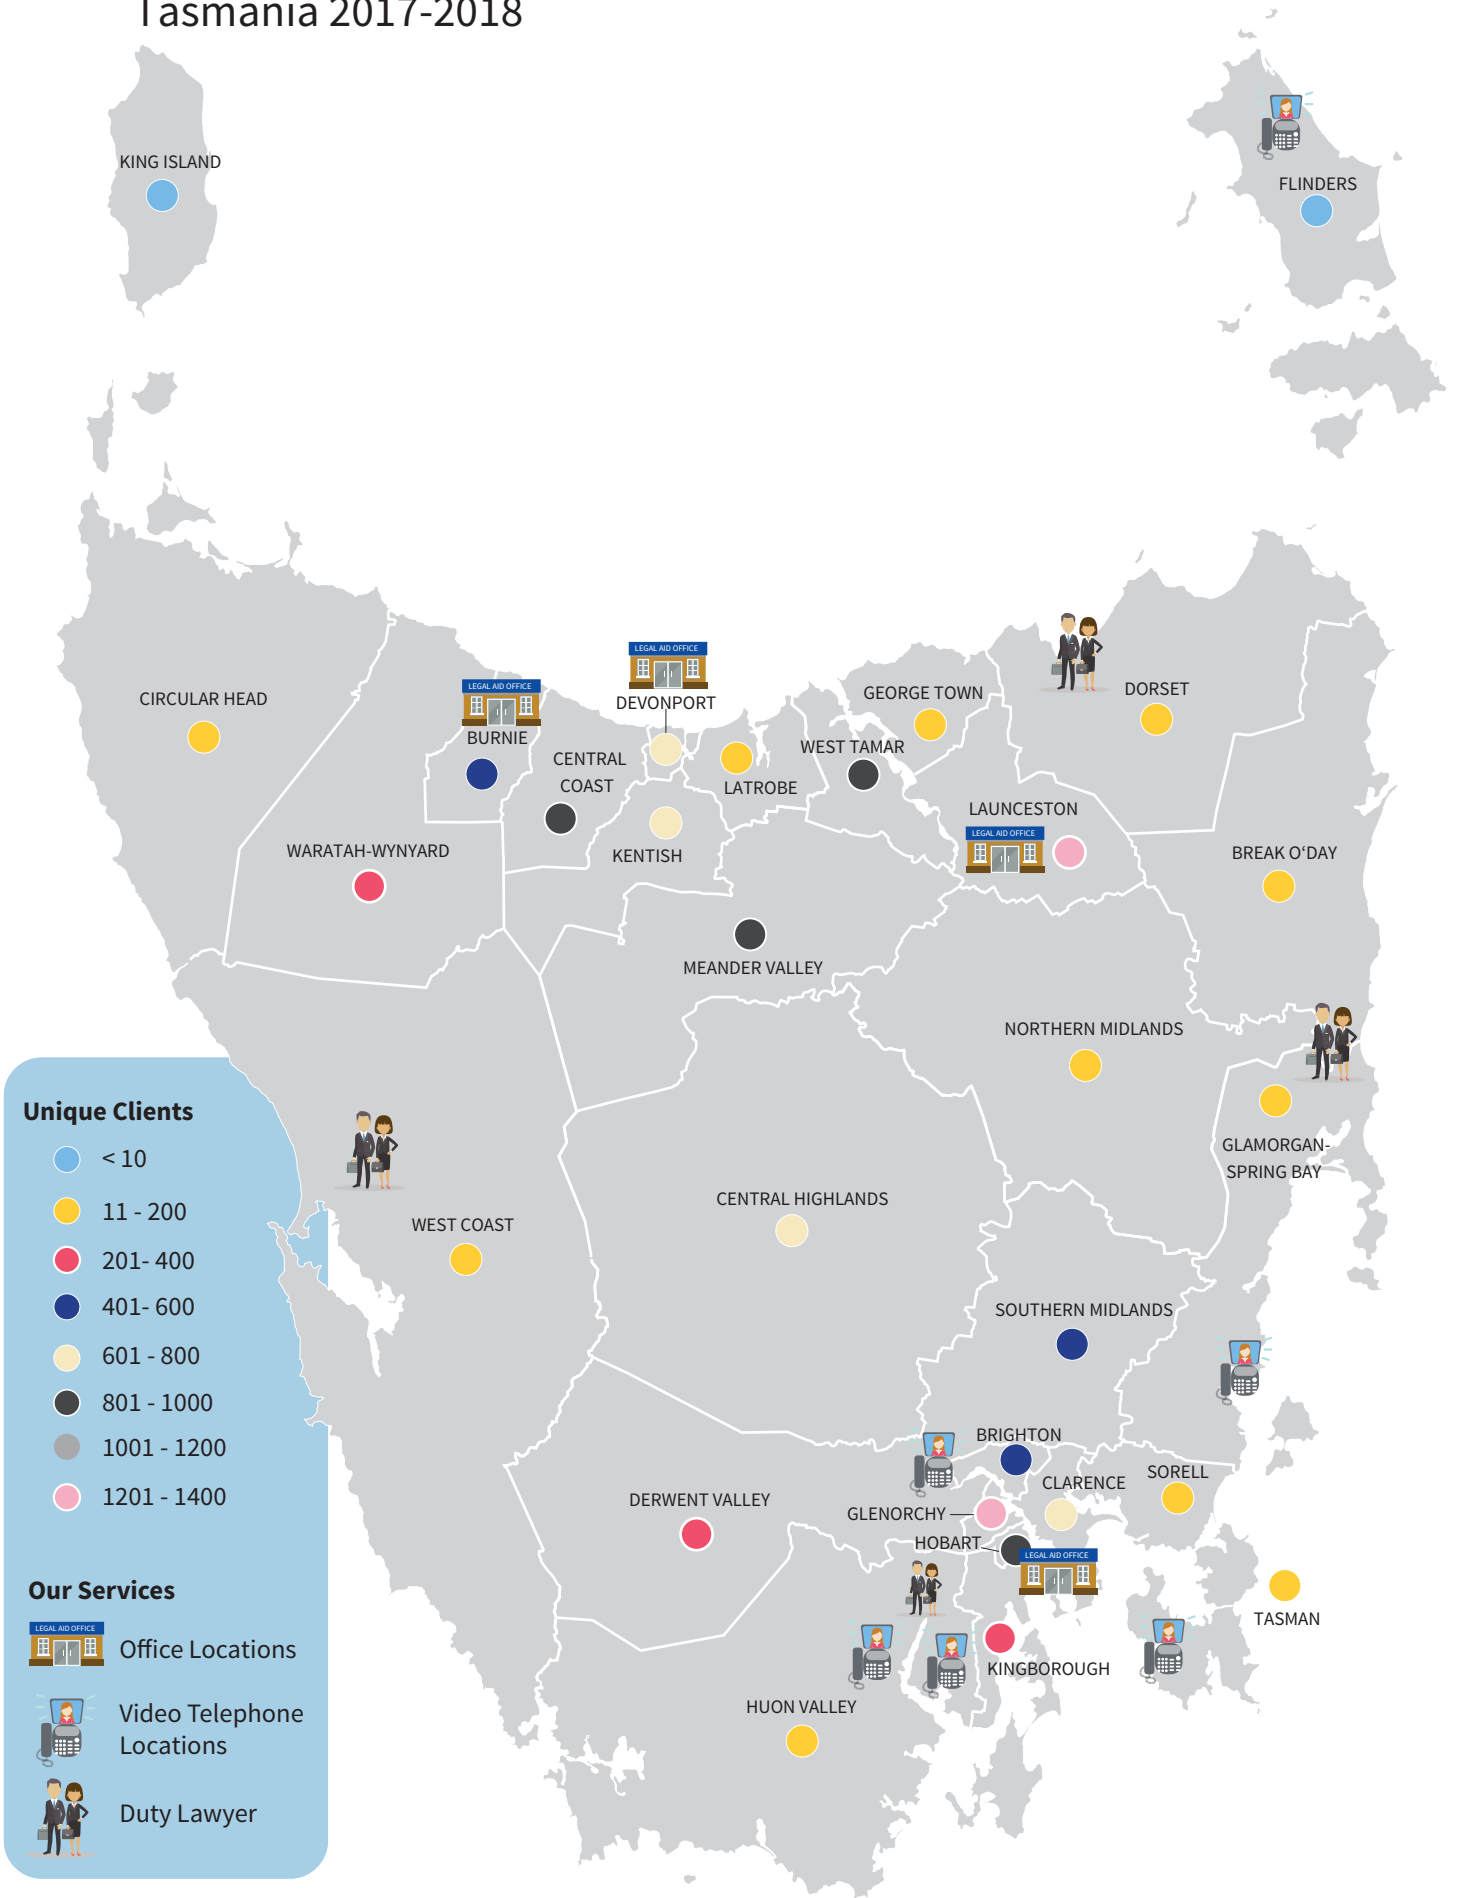 Tasmania 2017-2018
KING ISLAND
FLINDERS
CIRCULAR HEAD
LEGAL AID OFFICE
BURNIE
LEGAL AID OFFICE
DEVONPORT
CENTRAL
COAST
LATROBE
KENTISH
WEST TAMAR
GEORGE TOWN
DORSET
LAUNCESTON
LEGAL AID OFFICE
WARATAH-WYNYARD
BREAK O‘DAY
MEANDER VALLEY
NORTHERN MIDLANDS
GLAMORGAN-
SPRING BAY
WEST COAST
CENTRAL HIGHLANDS
SOUTHERN MIDLANDS
BRIGHTON
CLARENCE
SORELL
DERWENT VALLEY
GLENORCHY
HOBART
LEGAL AID OFFICE
TASMAN
KINGBOROUGH
HUON VALLEY
Unique Clients
< 10
11 - 200
201- 400
401- 600
601 - 800
801 - 1000
1001 - 1200
1201 - 1400
Our Services
LEGAL AID OFFICE
Office Locations
Video Telephone
Locations
Duty Lawyer